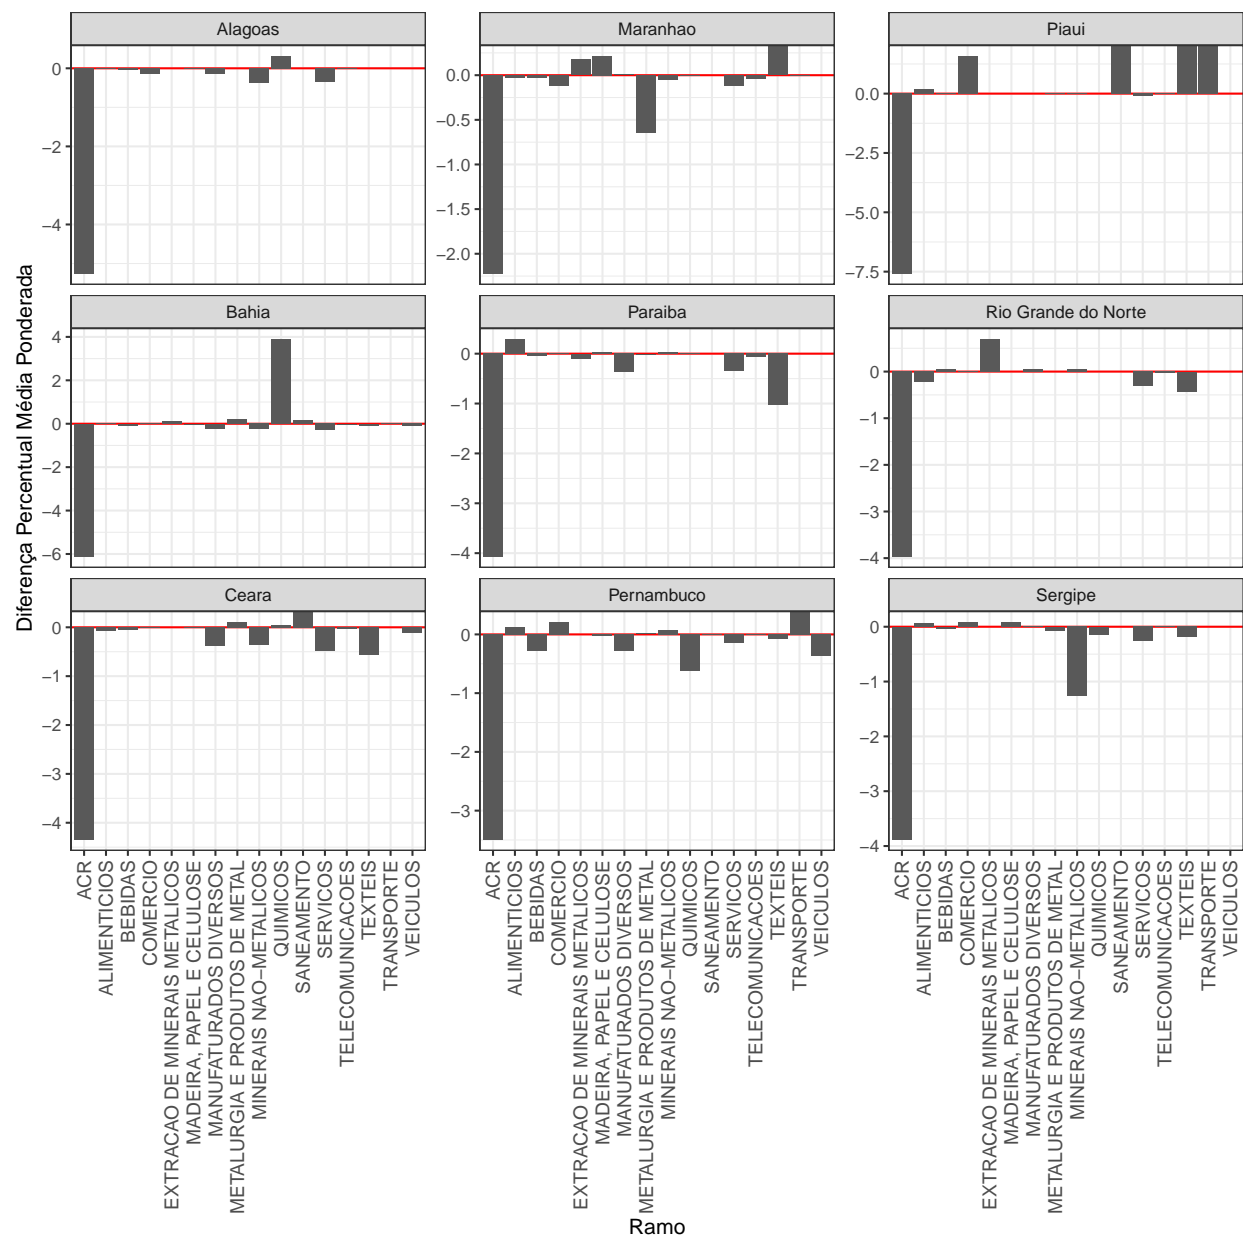 Alagoas
Maranhao
Piaui
0
−2
−4
0.0
−0.5
−1.0
−1.5
−2.0
0.0
−2.5
−5.0
−7.5
Bahia
Paraiba
Rio Grande do Norte
4
2
0
−2
−4
−6
0
−1
−2
−3
−4
0
−1
−2
−3
−4
Ceara
Pernambuco
Sergipe
0
−1
−2
−3
−4
0
−1
−2
−3
0
−1
−2
−3
−4
ACR
ALIMENTICIOS
BEBIDAS
COMERCIO
EXTRACAO DE MINERAIS METALICOS
MADEIRA, PAPEL E CELULOSE
MANUFATURADOS DIVERSOS
METALURGIA E PRODUTOS DE METAL
MINERAIS NAO−METALICOS
QUIMICOS
SANEAMENTO
SERVICOS
TELECOMUNICACOES
TEXTEIS
TRANSPORTE
VEICULOS
ACR
ALIMENTICIOS
BEBIDAS
COMERCIO
EXTRACAO DE MINERAIS METALICOS
MADEIRA, PAPEL E CELULOSE
MANUFATURADOS DIVERSOS
METALURGIA E PRODUTOS DE METAL
MINERAIS NAO−METALICOS
QUIMICOS
SANEAMENTO
SERVICOS
TELECOMUNICACOES
TEXTEIS
TRANSPORTE
VEICULOS
ACR
ALIMENTICIOS
BEBIDAS
COMERCIO
EXTRACAO DE MINERAIS METALICOS
MADEIRA, PAPEL E CELULOSE
MANUFATURADOS DIVERSOS
METALURGIA E PRODUTOS DE METAL
MINERAIS NAO−METALICOS
QUIMICOS
SANEAMENTO
SERVICOS
TELECOMUNICACOES
TEXTEIS
TRANSPORTE
VEICULOS
Ramo
Diferença Percentual Média Ponderada